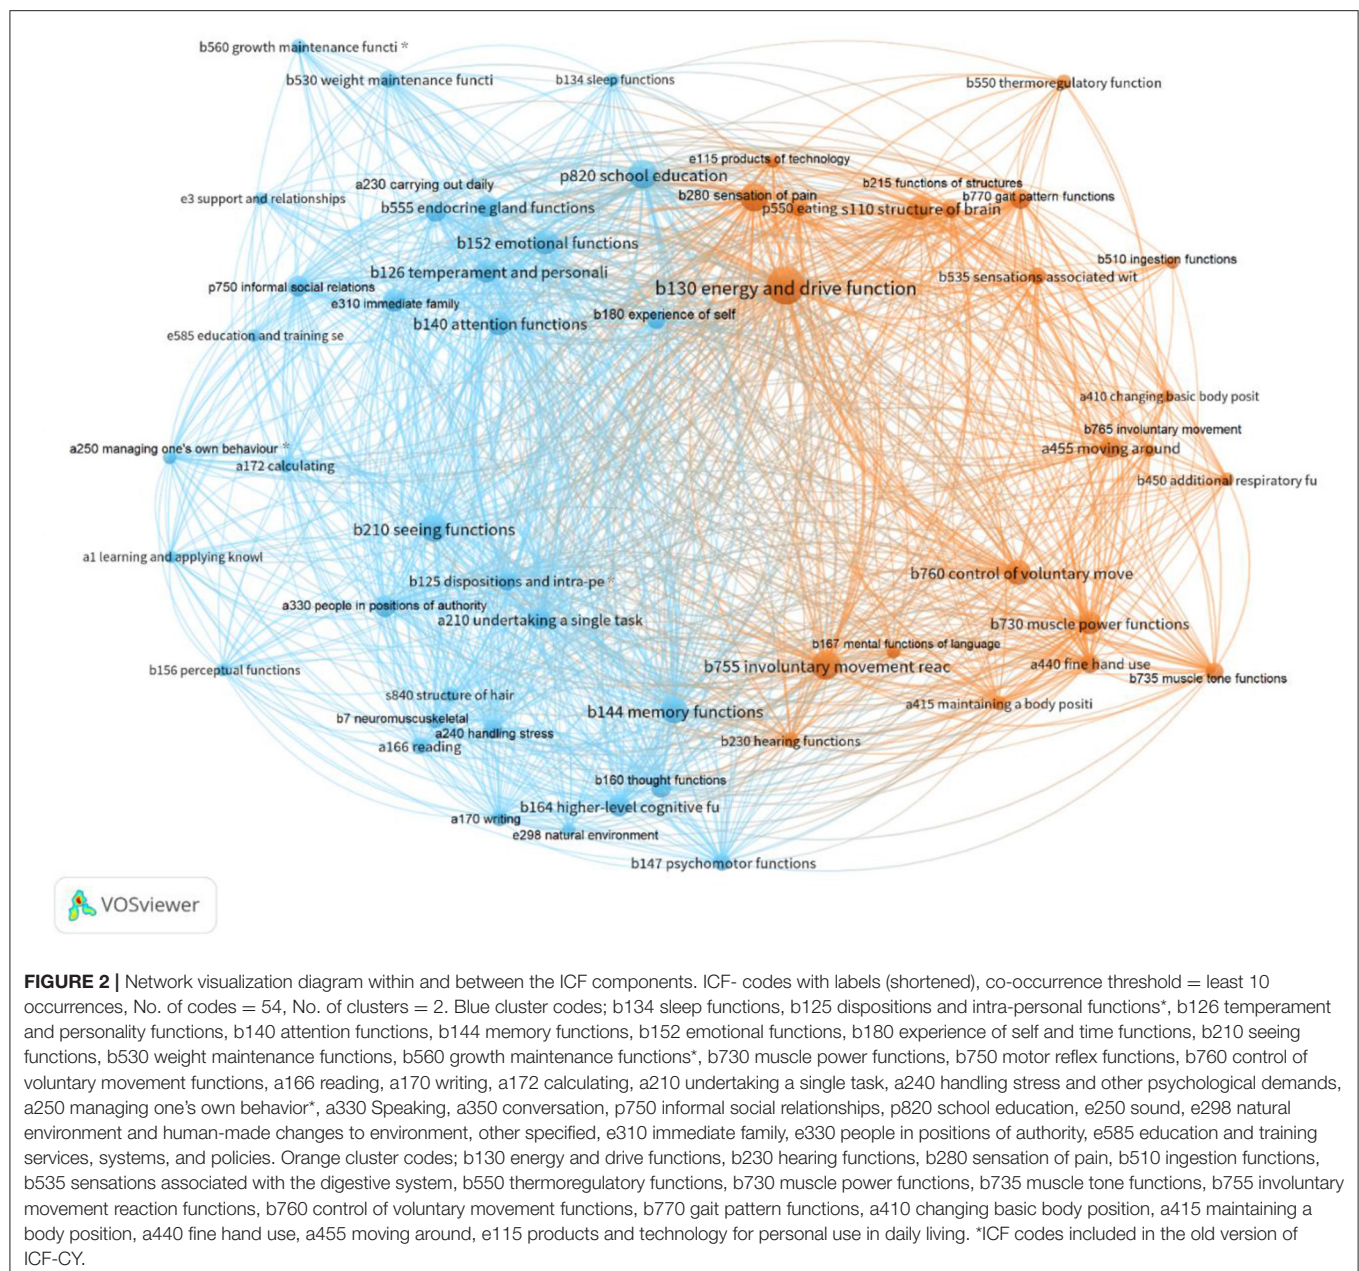 b560 growth maintenance functi *
b530 weight maintenance functi
b134 sleep functions
b550 thermoregulatory function
e115 products of technology
p820 school education
a230 carrying out daily
b215 functions of structures
b280 sensation of pain
b770 gait pattern functions
e3 support and relationships
b555 endocrine gland functions
p550 eating
s110 structure of brain
b152 emotional functions
b510 ingestion functions
b126 temperament and personali
b535 sensations associated wit
p750 informal social relations
b130 energy and drive function
e310 immediate family
b180 experience of self
b140 attention functions
e585 education and training se
a410 changing basic body posit
b765 involuntary movement
a250 managing one's own behaviour *
a455 moving around
a172 calculating
b450 additional respiratory fu
b210 seeing functions
a1 learning and applying knowl
b760 control of voluntary move
b125 dispositions and intra-pe *
a330 people in positions of authority
a210 undertaking a single task
b730 muscle power functions
b167 mental functions of language
b156 perceptual functions
b755 involuntary movement reac
a440 fine hand use
b735 muscle tone functions
s840 structure of hair
a415 maintaining a body positi
b7 neuromuscuskeletal
b144 memory functions
a240 handling stress
b230 hearing functions
a166 reading
b160 thought functions
b164 higher-level cognitive fu
a170 writing
e298 natural environment
b147 psychomotor functions
VOSviewer
FIGURE 2 | Network visualization diagram within and between the ICF components. ICF- codes with labels (shortened), co-occurrence threshold = least 10
occurrences, No. of codes = 54, No. of clusters = 2. Blue cluster codes; b134 sleep functions, b125 dispositions and intra-personal functions*, b126 temperament
and personality functions, b140 attention functions, b144 memory functions, b152 emotional functions, b180 experience of self and time functions, b210 seeing
functions, b530 weight maintenance functions, b560 growth maintenance functions*, b730 muscle power functions, b750 motor reflex functions, b760 control of
voluntary movement functions, a166 reading, a170 writing, a172 calculating, a210 undertaking a single task, a240 handling stress and other psychological demands,
a250 managing one's own behavior*, a330 Speaking, a350 conversation, p750 informal social relationships, p820 school education, e250 sound, e298 natural
environment and human-made changes to environment, other specified, e310 immediate family, e330 people in positions of authority, e585 education and training
services, systems, and policies. Orange cluster codes; b130 energy and drive functions, b230 hearing functions, b280 sensation of pain, b510 ingestion functions,
b535 sensations associated with the digestive system, b550 thermoregulatory functions, b730 muscle power functions, b735 muscle tone functions, b755 involuntary
movement reaction functions, b760 control of voluntary movement functions, b770 gait pattern functions, a410 changing basic body position, a415 maintaining a
body position, a440 fine hand use, a455 moving around, e115 products and technology for personal use in daily living. *ICF codes included in the old version of
ICF-CY.